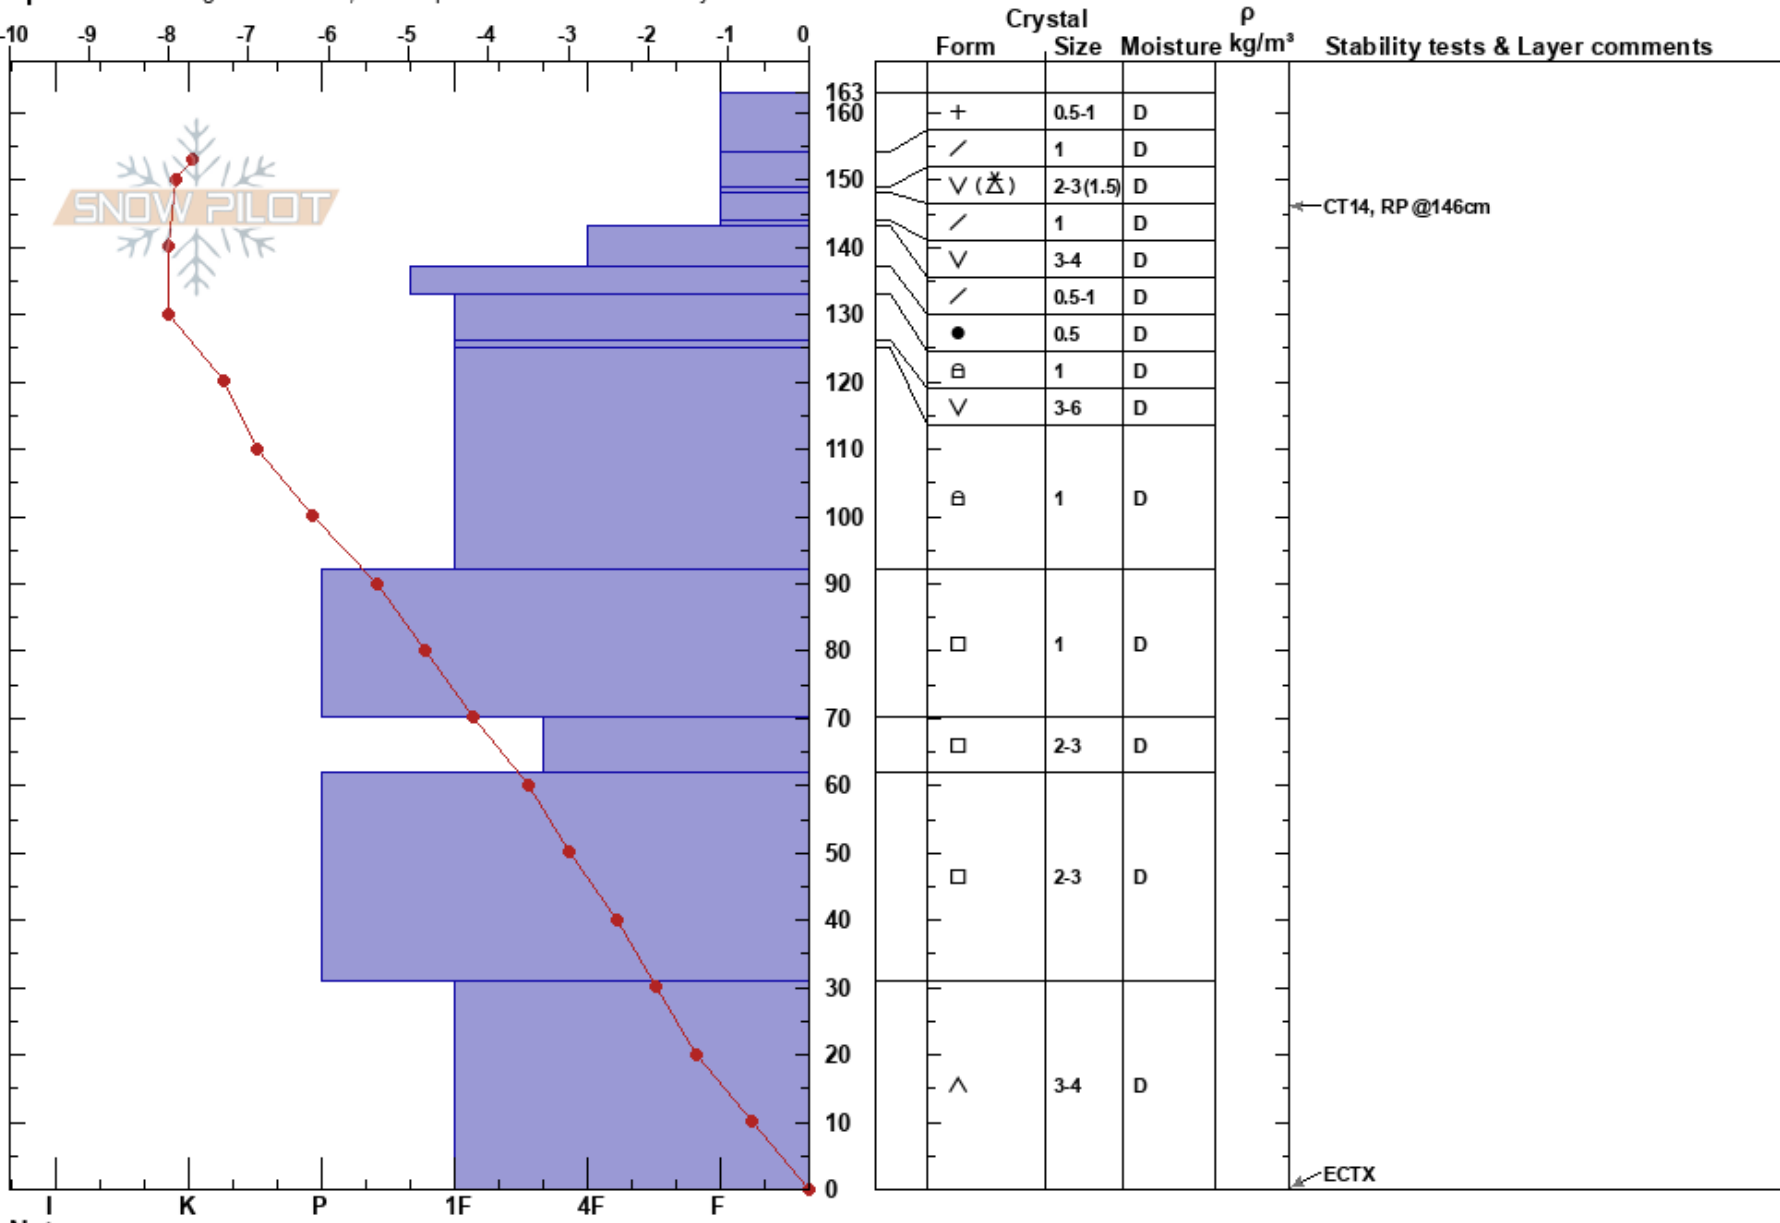 Crystal ρ
-10 -9 -8 -7 -6 -5 -4 -3 -2 -1 0
Form Size Moisture kg/m³ Stability tests & Layer comments
163
160 + 0.5-1 D
/ 1 D
150 V ( ) 2-3(1.5) D
SNOW PILOT
CT14, RP @146cm
/ 1 D
140 V 3-4 D
/ 0.5-1 D
130 ● 0.5 D
1 D
120
V 3-6 D
110
1 D
100
90
80 □ 1 D
70
□ 2-3 D
60
50 □ 2-3 D
40
30
20
∧ 3-4 D
10
ECTX
0
I K P 1F 4F F